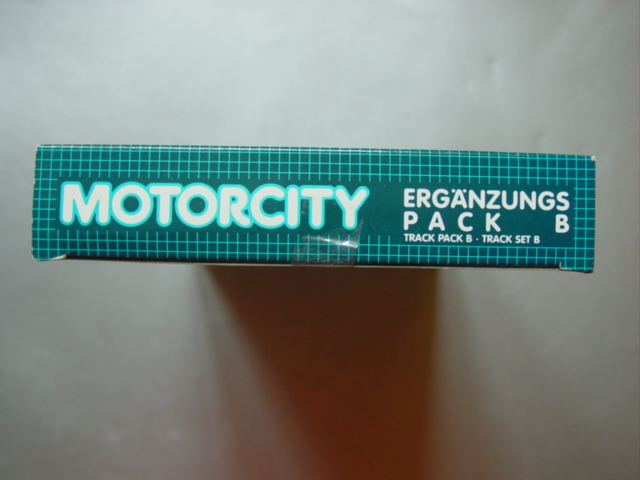 MOTORCITY
ERGÄNZUNGS
PACK B
TRACK PACK B · TRACK SET B